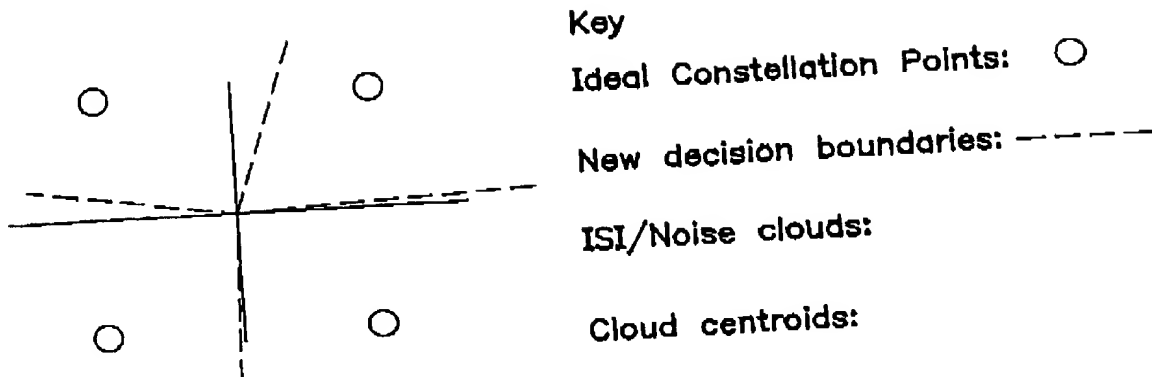 Key
Ideal Constellation Points:
New decision boundaries:
ISI/Noise clouds:
Cloud centroids: